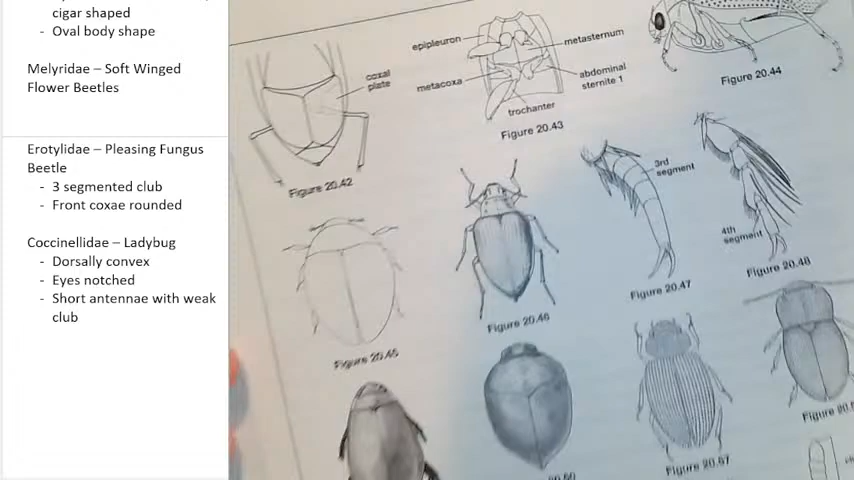 cigar shaped
- Oval body shape
Melyridae – Soft Winged
Flower Beetles
Erotylidae – Pleasing Fungus
Beetle
- 3 segmented club
- Front coxae rounded
Coccinellidae – Ladybug
- Dorsally convex
- Eyes notched
- Short antennae with weak
club
epipleuron
metasternum
coxal
plate
metacoxa
abdominal
sternite 1
trochanter
Figure 20.42
Figure 20.43
Figure 20.44
3rd
segment
4th
segment
Figure 20.45
Figure 20.46
Figure 20.47
Figure 20.48